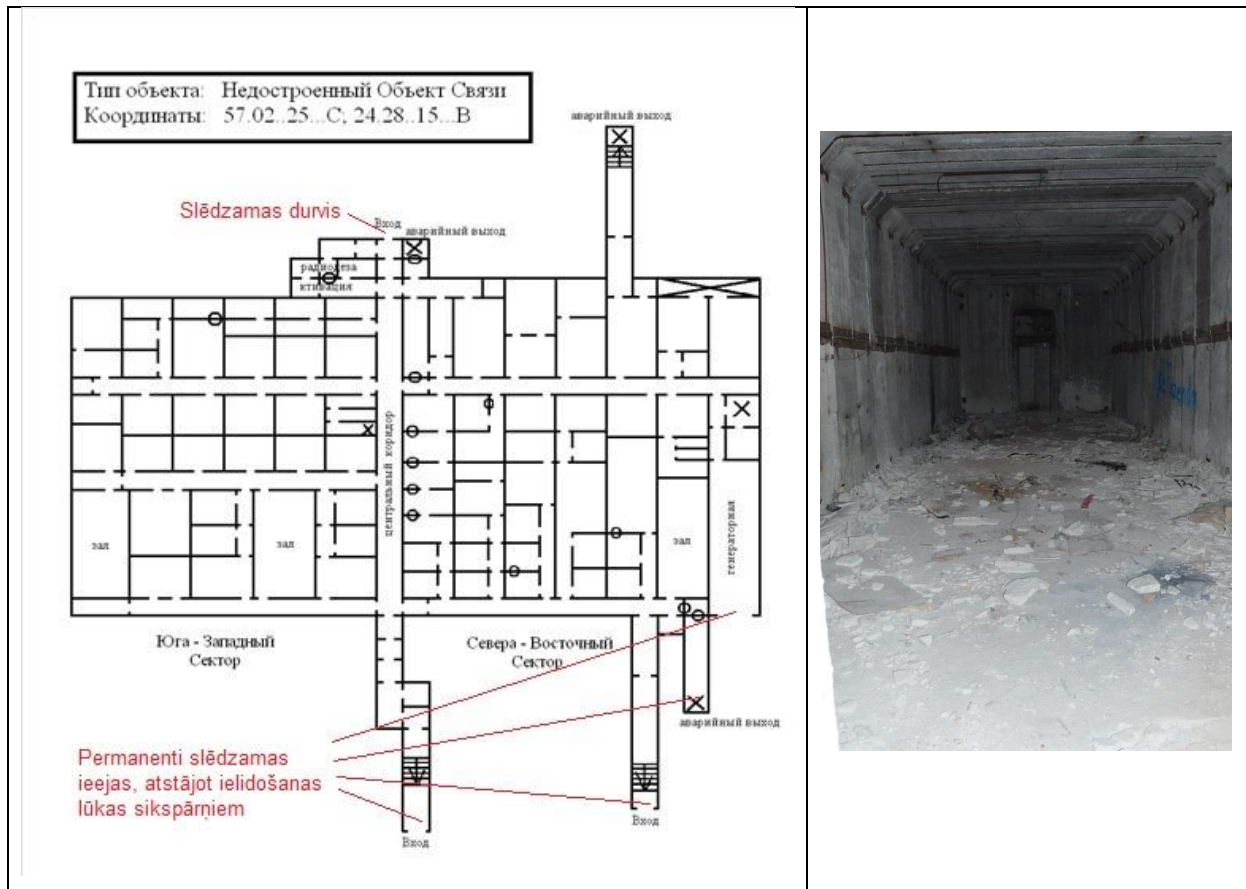 Тип объекта: Недостроенный Объект Связи
Координаты: 57.02..25...С; 24.28..15...В
аварийный выход
Slēdzamas durvis
Вход
аварийный выход
радиодеза
ктивация
центральный коридор
зал
зал
зал
генераторная
Юга - Западный
Сектор
Севера - Восточный
Сектор
аварийный выход
Permanenti slēdzamas
ieejas, atstājot ielidošanas
lūkas sikspārņiem
Вход
Вход